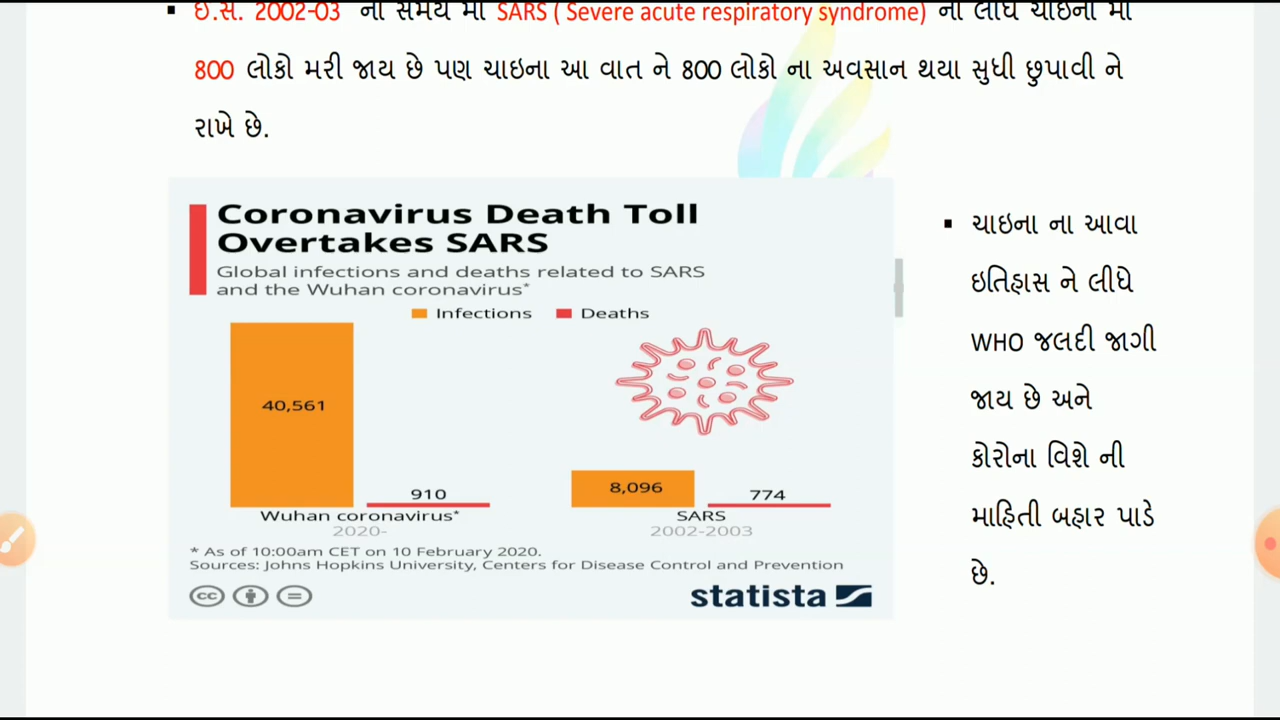 ▪ ઇ.સ. 2002-03 ના સમય માં SARS ( Severe acute respiratory syndrome) ના લીધે ચાઇના માં
800 લોકો મરી જાય છે પણ ચાઇના આ વાત ને 800 લોકો ના અવસાન થયા સુધી છુપાવી ને
રાખે છે.
Coronavirus Death Toll
Overtakes SARS
Global infections and deaths related to SARS
and the Wuhan coronavirus*
Infections Deaths
40,561
910
8,096
774
Wuhan coronavirus*
2020-
SARS
2002-2003
* As of 10:00am CET on 10 February 2020.
Sources: Johns Hopkins University, Centers for Disease Control and Prevention
cc
statista
▪ ચાઇના ના આવા
ઇતિહાસ ને લીધે
WHO જલદી જાગી
જાય છે અને
કોરોના વિશે ની
માહિતી બહાર પાડે
છે.